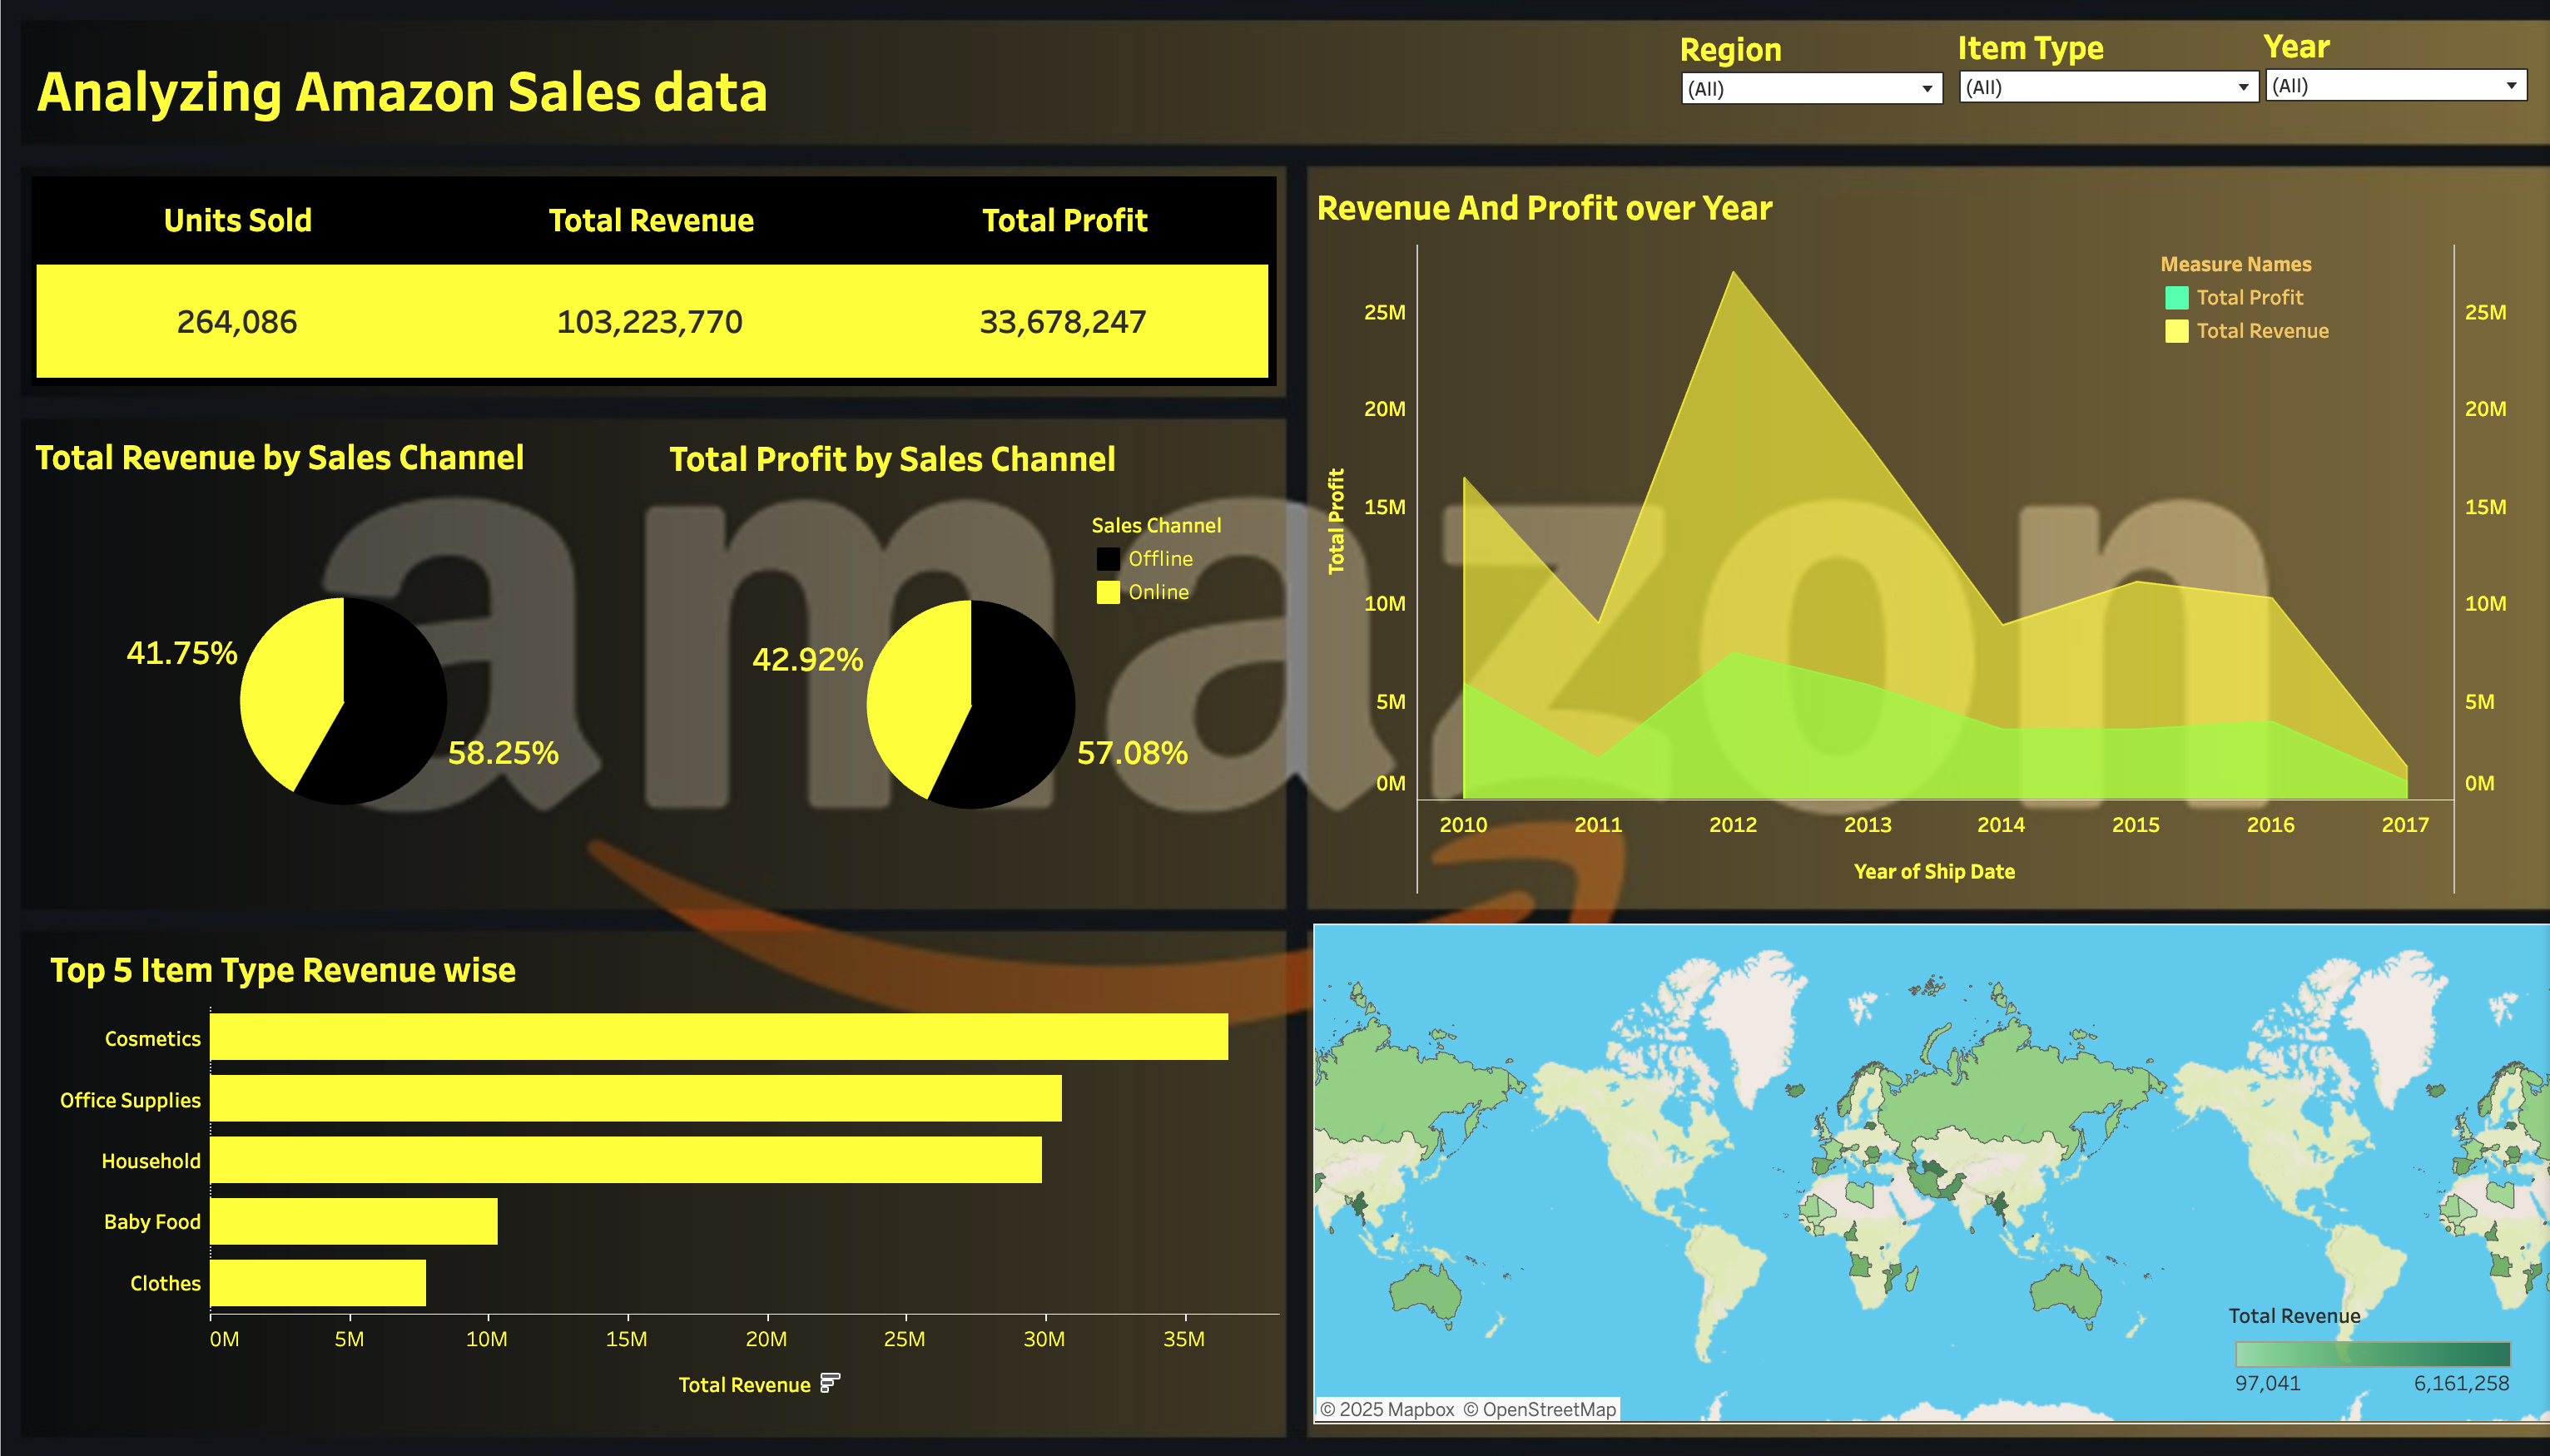 Analyzing Amazon Sales data
Region
Item Type
Year
(All)
(All)
(All)
Units Sold
Total Revenue
Total Profit
264,086
103,223,770
33,678,247
Total Revenue by Sales Channel
41.75%
58.25%
Total Profit by Sales Channel
Sales Channel
Offline
Online
42.92%
57.08%
amazon
Revenue And Profit over Year
Measure Names
Total Profit
Total Revenue
Total Profit
25M
20M
15M
10M
5M
0M
25M
20M
15M
10M
5M
0M
2010
2011
2012
2013
2014
2015
2016
2017
Year of Ship Date
Top 5 Item Type Revenue wise
Cosmetics
Office Supplies
Household
Baby Food
Clothes
0M
5M
10M
15M
20M
25M
30M
35M
Total Revenue
Total Revenue
97,041
6,161,258
© 2025 Mapbox © OpenStreetMap